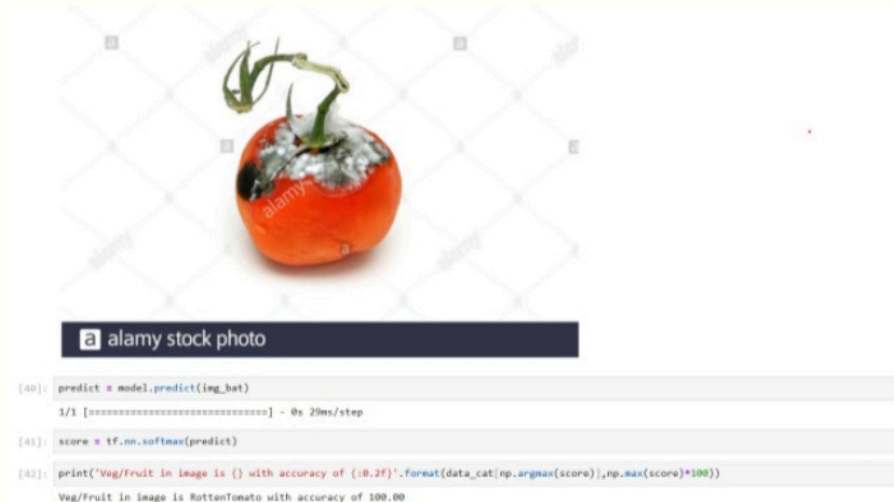 alamy
a
a alamy stock photo
[40]: predict = model.predict(img_bat)
1/1 [==============================] - 0s 29ms/step
[41]: score = tf.nn.softmax(predict)
[42]: print('Veg/Fruit in image is {} with accuracy of {:0.2f}'.format(data_cat[np.argmax(score)],np.max(score)*100))
Veg/Fruit in image is RottenTomato with accuracy of 100.00